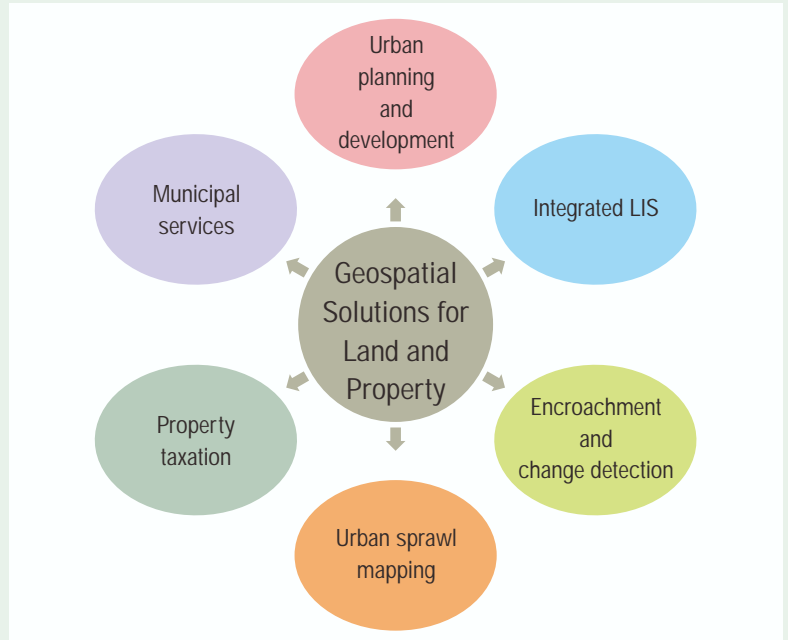 Urban
planning
and
development
Municipal
services
Integrated LIS
Geospatial
Solutions for
Land and
Property
Property
taxation
Encroachment
and
change detection
Urban sprawl
mapping